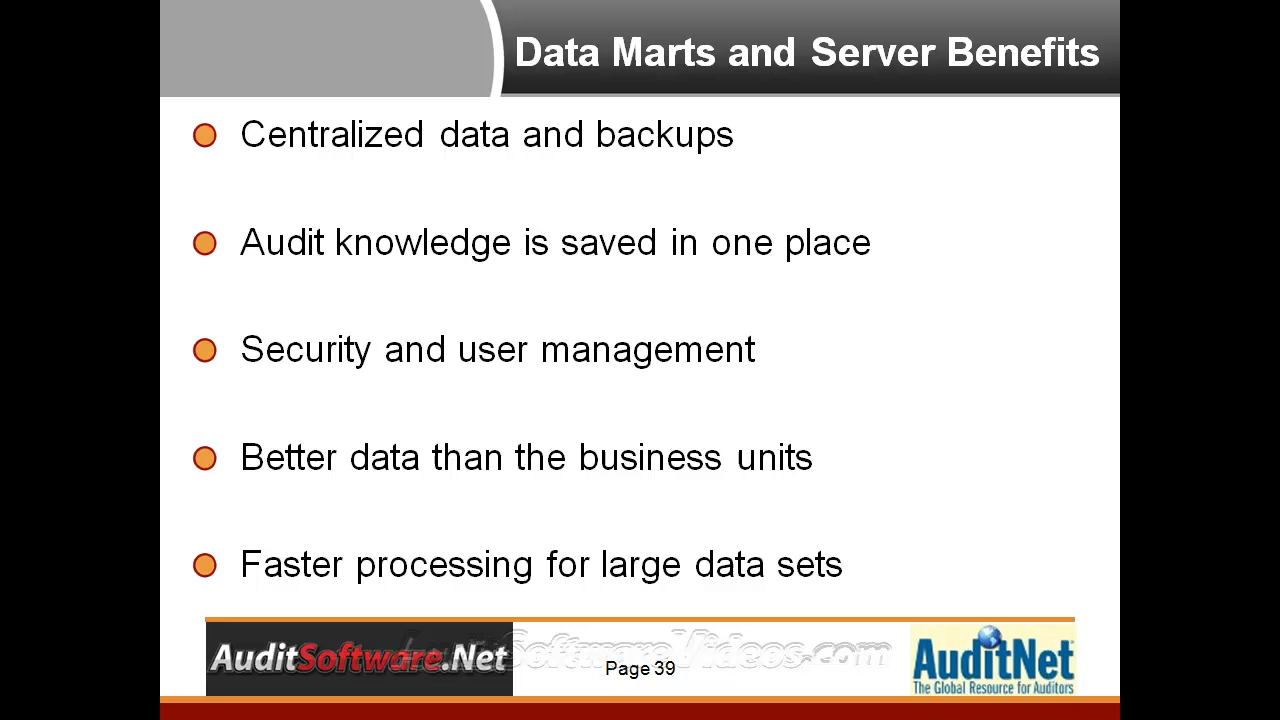 Data Marts and Server Benefits
Centralized data and backups
Audit knowledge is saved in one place
Security and user management
Better data than the business units
Faster processing for large data sets
AuditSoftware.Net
SoftwareVideos.com
Page 39
AuditNet
The Global Resource for Auditors